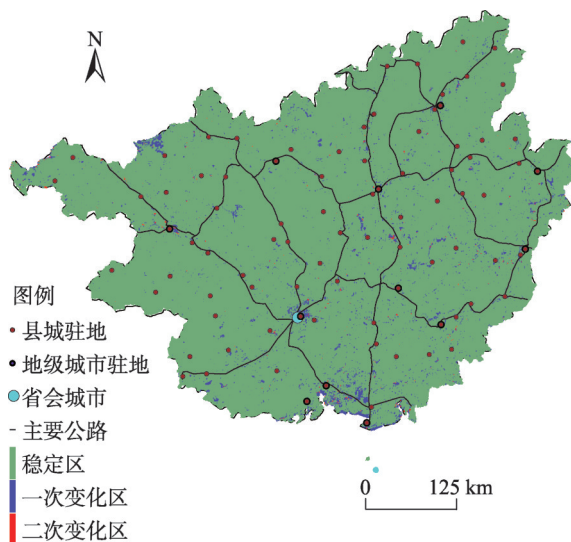 N
图例
县城驻地
地级城市驻地
省会城市
主要公路
稳定区
一次变化区
二次变化区
0 125 km